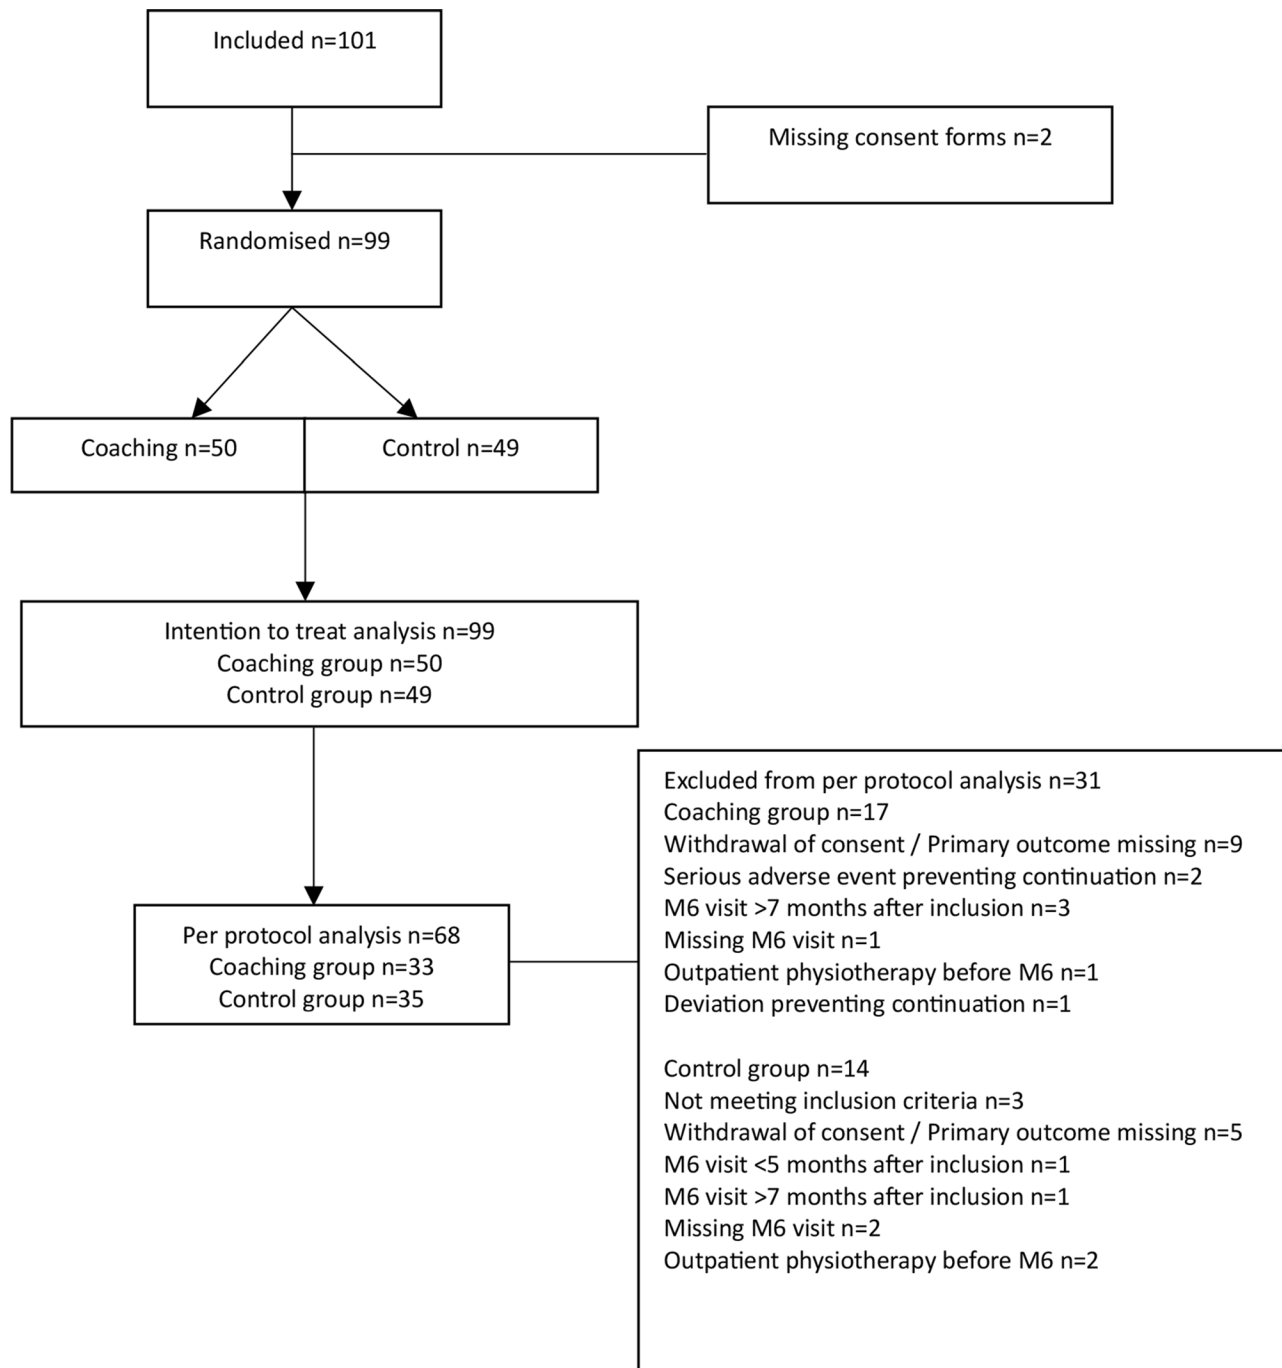 Included n=101
Missing consent forms n=2
Randomised n=99
Coaching n=50
Control n=49
Intention to treat analysis n=99
Coaching group n=50
Control group n=49
Excluded from per protocol analysis n=31
Coaching group n=17
Withdrawal of consent / Primary outcome missing n=9
Serious adverse event preventing continuation n=2
M6 visit >7 months after inclusion n=3
Missing M6 visit n=1
Outpatient physiotherapy before M6 n=1
Deviation preventing continuation n=1
Control group n=14
Not meeting inclusion criteria n=3
Withdrawal of consent / Primary outcome missing n=5
M6 visit <5 months after inclusion n=1
M6 visit >7 months after inclusion n=1
Missing M6 visit n=2
Outpatient physiotherapy before M6 n=2
Per protocol analysis n=68
Coaching group n=33
Control group n=35